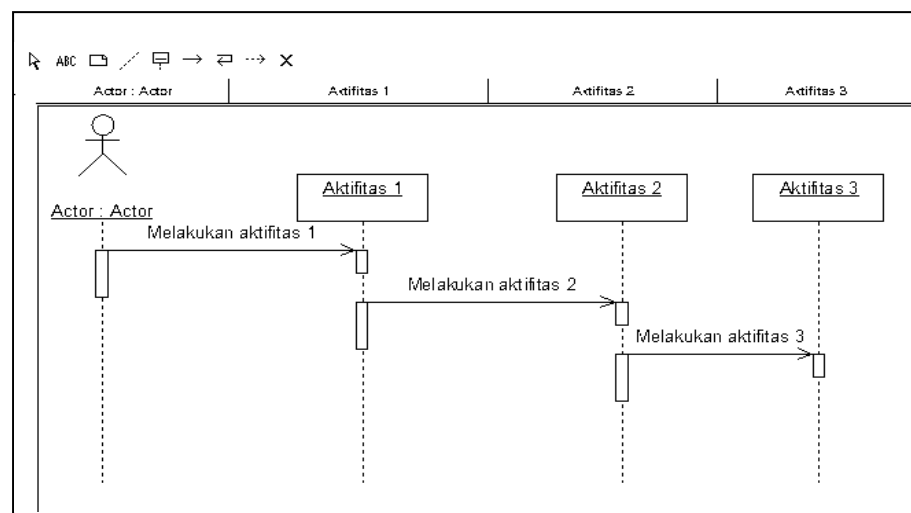 ABC
Actor : Actor Aktifitas 1 Aktifitas 2 Aktifitas 3
Aktifitas 1 Aktifitas 2 Aktifitas 3
Actor : Actor
Melakukan aktifitas 1
Melakukan aktifitas 2
Melakukan aktifitas 3